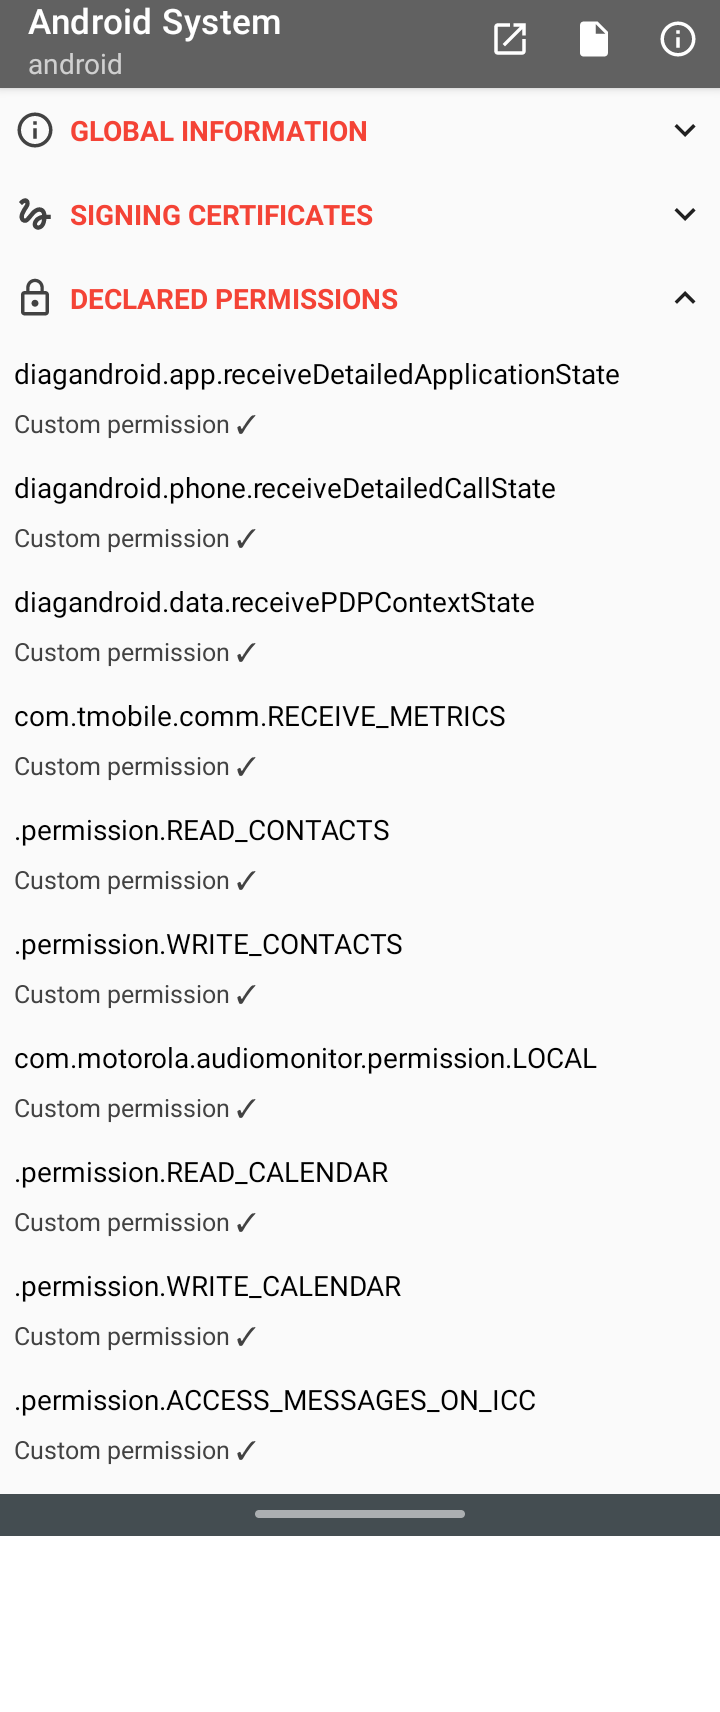 Android System
android
GLOBAL INFORMATION
SIGNING CERTIFICATES
DECLARED PERMISSIONS
diagandroid.app.receiveDetailedApplicationState
Custom permission ✓
diagandroid.phone.receiveDetailedCallState
Custom permission ✓
diagandroid.data.receivePDPContextState
Custom permission ✓
com.tmobile.comm.RECEIVE_METRICS
Custom permission ✓
.permission.READ_CONTACTS
Custom permission ✓
.permission.WRITE_CONTACTS
Custom permission ✓
com.motorola.audiomonitor.permission.LOCAL
Custom permission ✓
.permission.READ_CALENDAR
Custom permission ✓
.permission.WRITE_CALENDAR
Custom permission ✓
.permission.ACCESS_MESSAGES_ON_ICC
Custom permission ✓